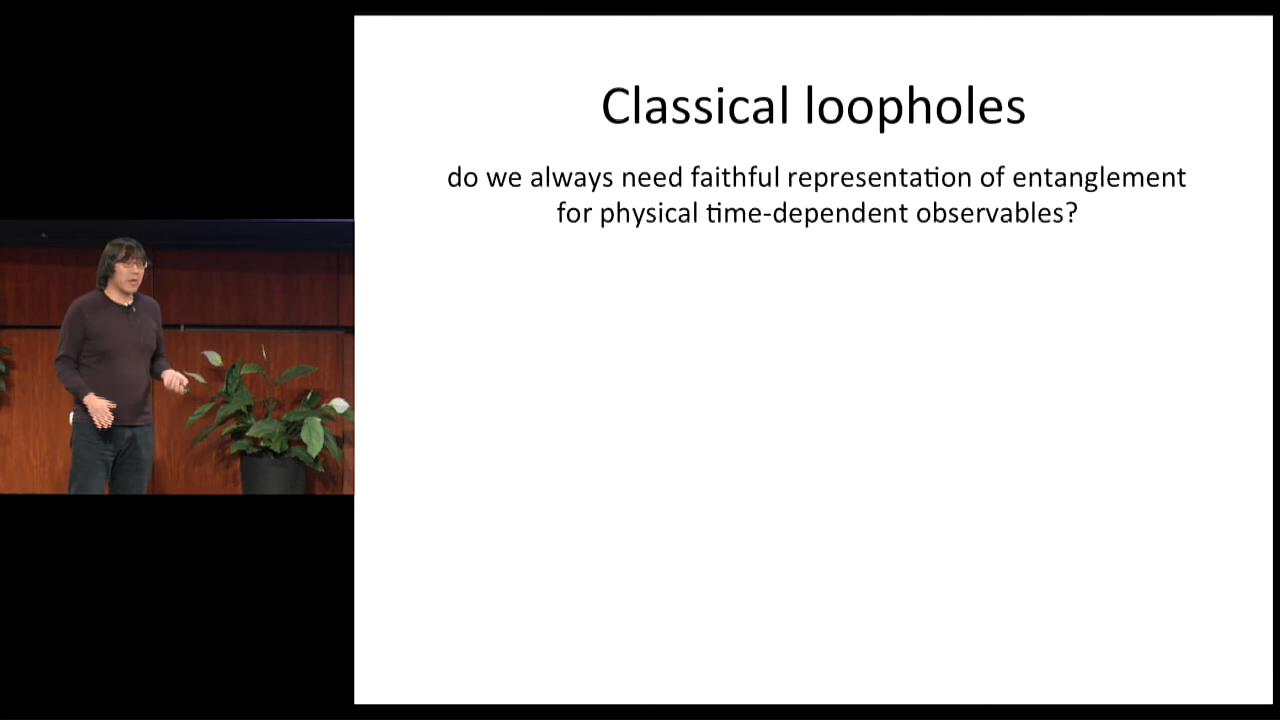 Classical loopholes
do we always need faithful representation of entanglement
for physical time-dependent observables?